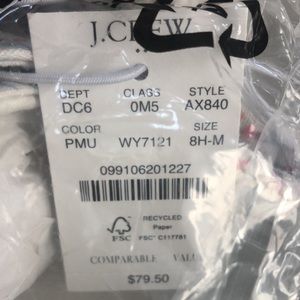 J.CREW
DEPT CLASS STYLE
DC6 0M5 AX840
COLOR SIZE
PMU WY7121 8H-M
099106201227
FSC
RECYCLED
Paper
FSC® C117781
COMPARABLE VALUE
$79.50